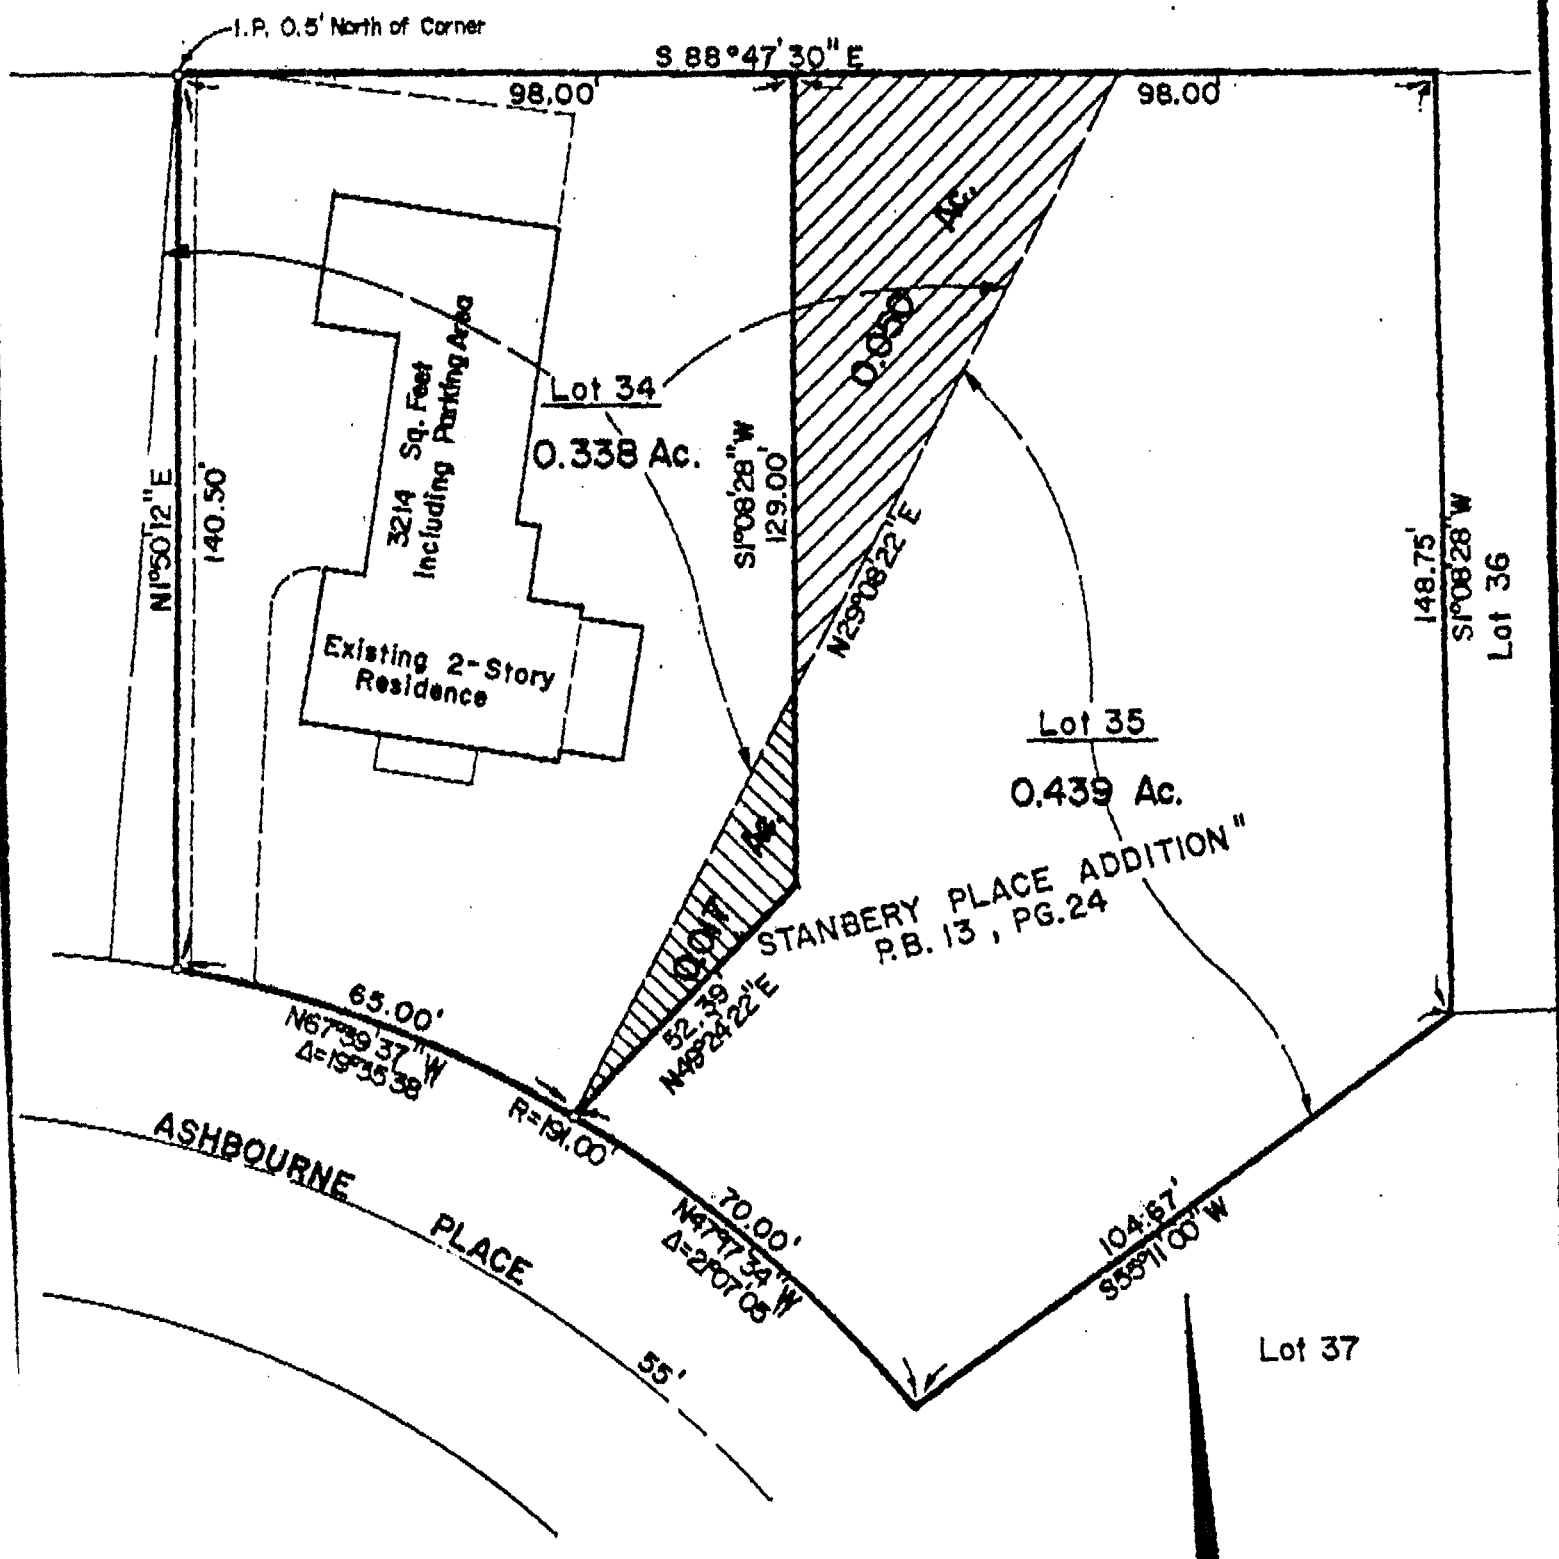 I.P. 0.5' North of Corner
S 88°47'30" E
98.00'
98.00
Ac.
0.050
Lot 34
0.338 Ac.
3214 Sq. Feet
Including Parking Area
N1°50'12"E
140.50'
S1°08'28"W
129.00'
N29°08'22"E
148.75'
S1°08'28"W
Lot 36
Existing 2-Story
Residence
Lot 35
0.439 Ac.
Ac.
0.017
STANBERY PLACE ADDITION"
P.B. 13 , PG.24
52.39'
N49°24'22"E
65.00'
N67°39'37"W
Δ=19°35'38"
R=191.00'
70.00'
N47°17'34"W
Δ=21°07'05"
ASHBOURNE
PLACE
55'
104.67'
S55°11'00"W
Lot 37